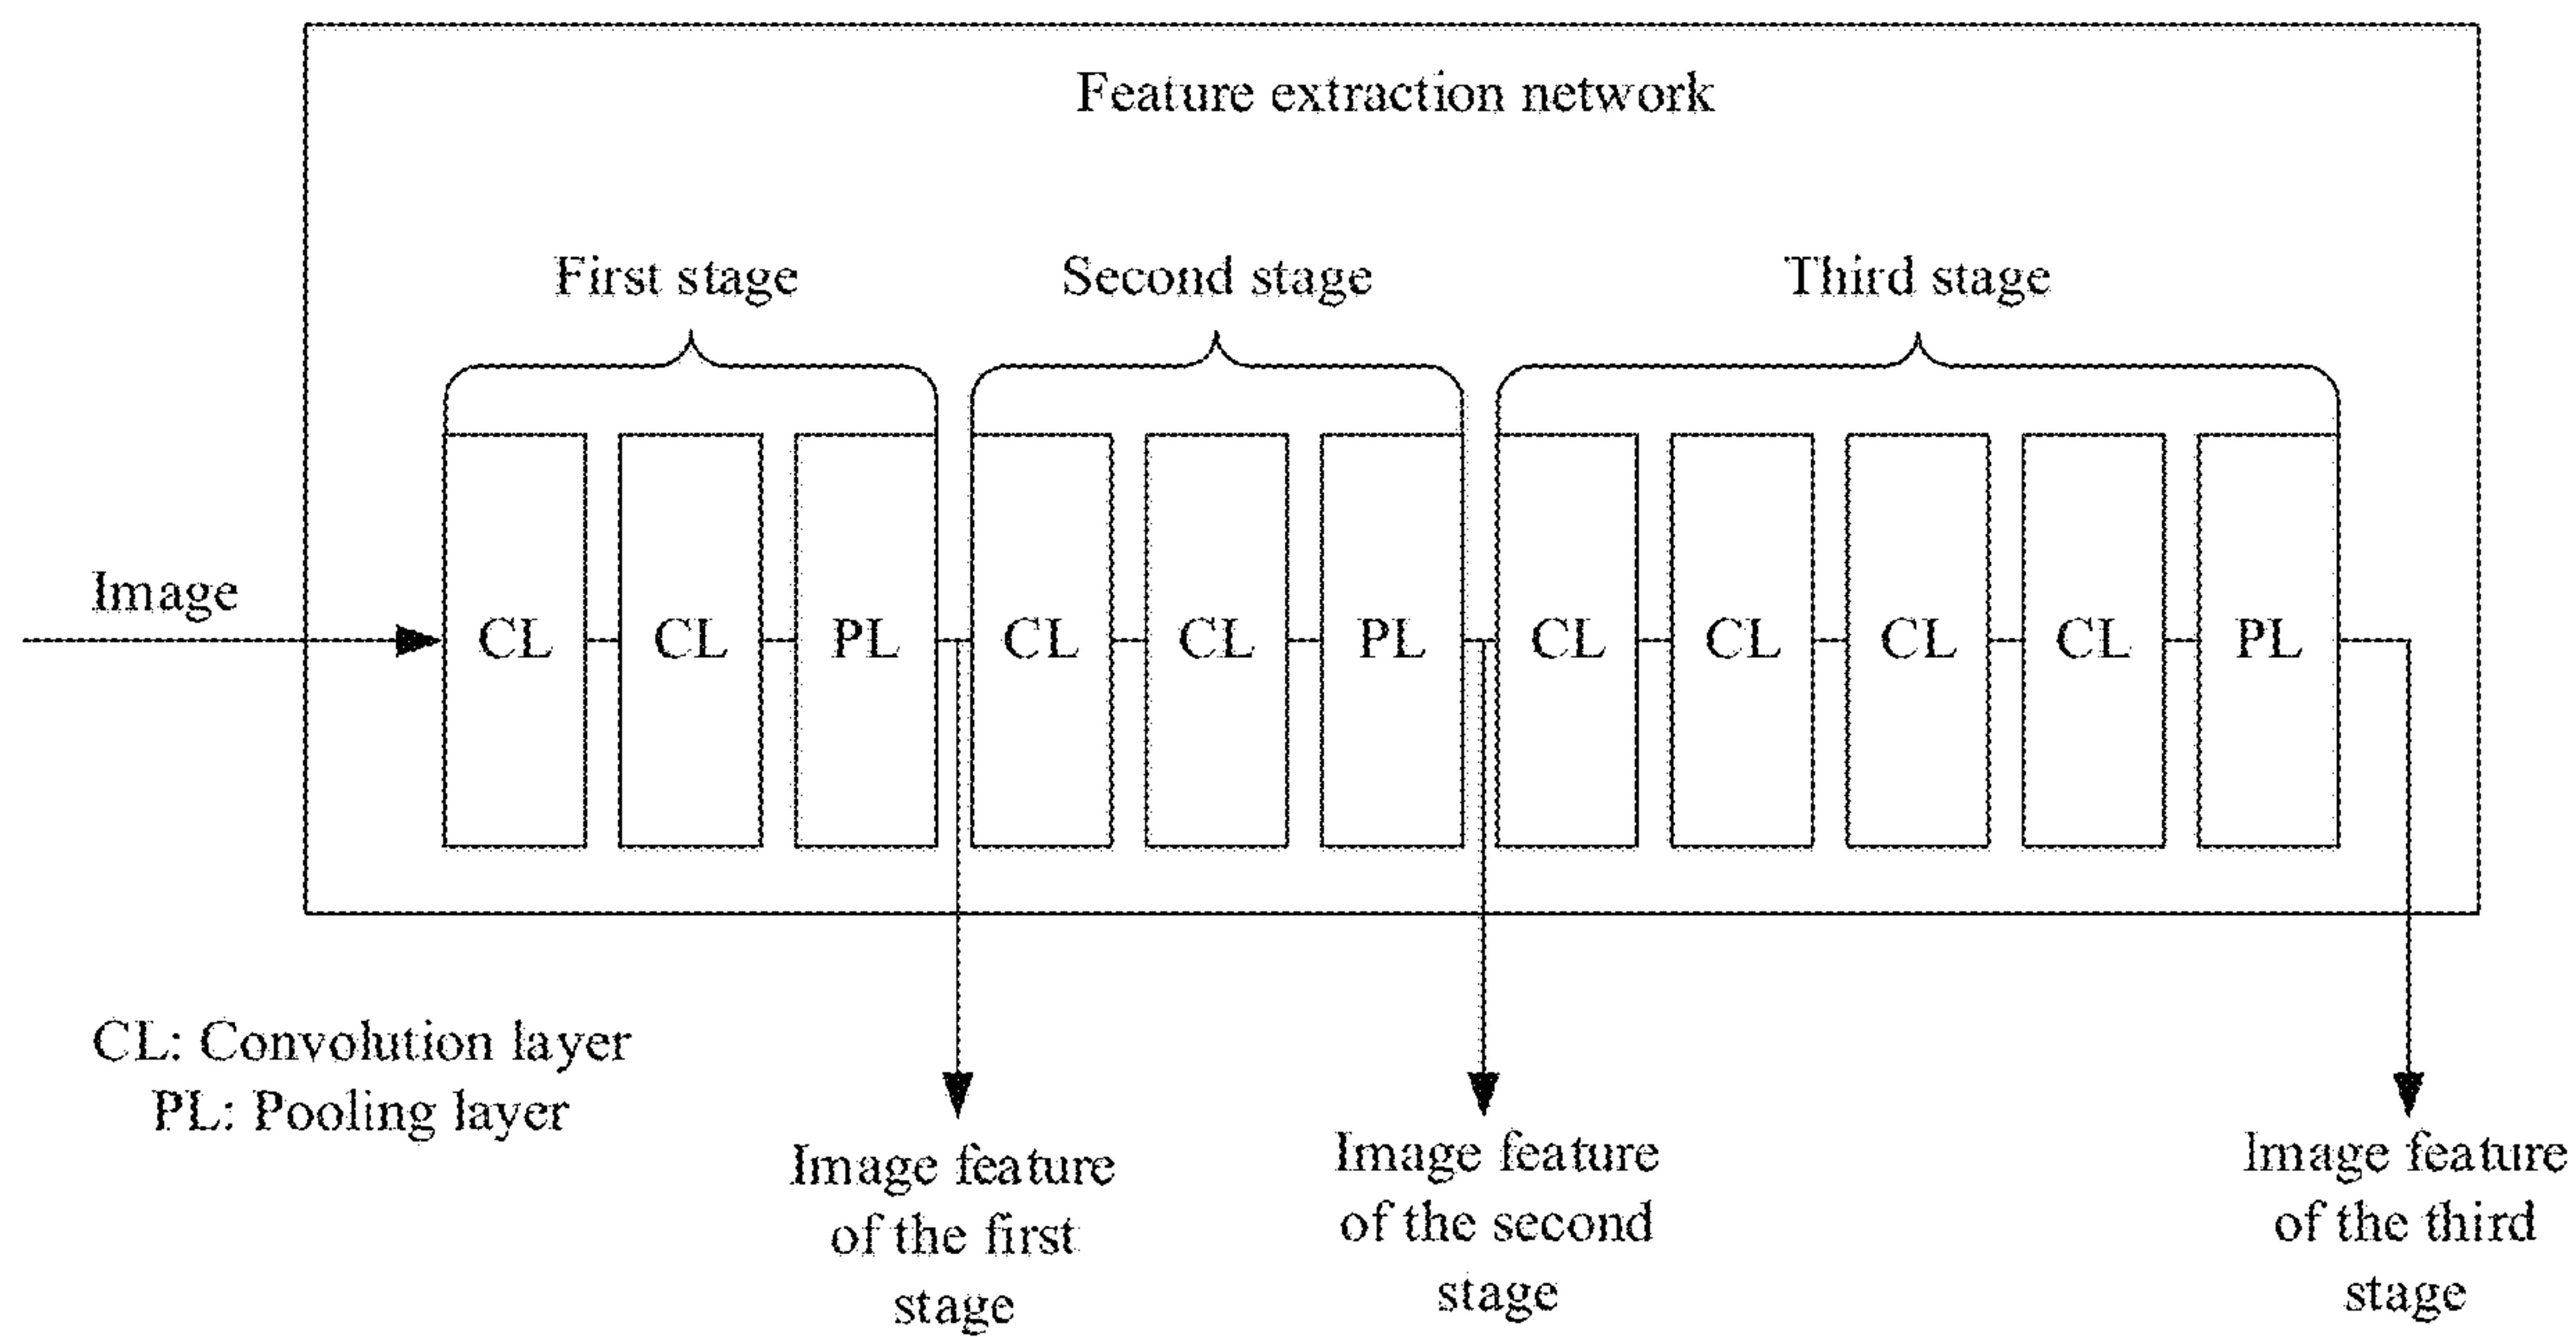 Feature extraction network
First stage
Second stage
Third stage
Image
CL
CL
PL
CL
CL
PL
CL
CL
CL
CL
PL
CL: Convolution layer
PL: Pooling layer
Image feature
of the first
stage
Image feature
of the second
stage
Image feature
of the third
stage